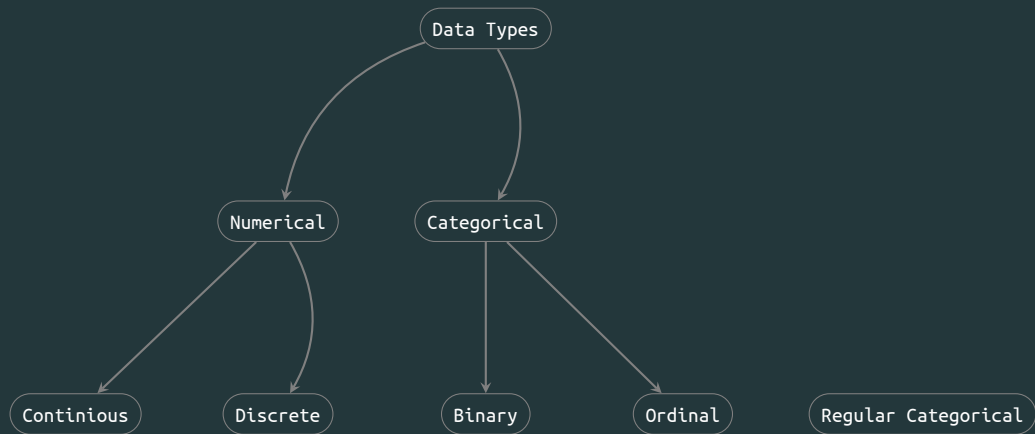 Data Types
Numerical
Categorical
Continious
Discrete
Binary
Ordinal
Regular Categorical